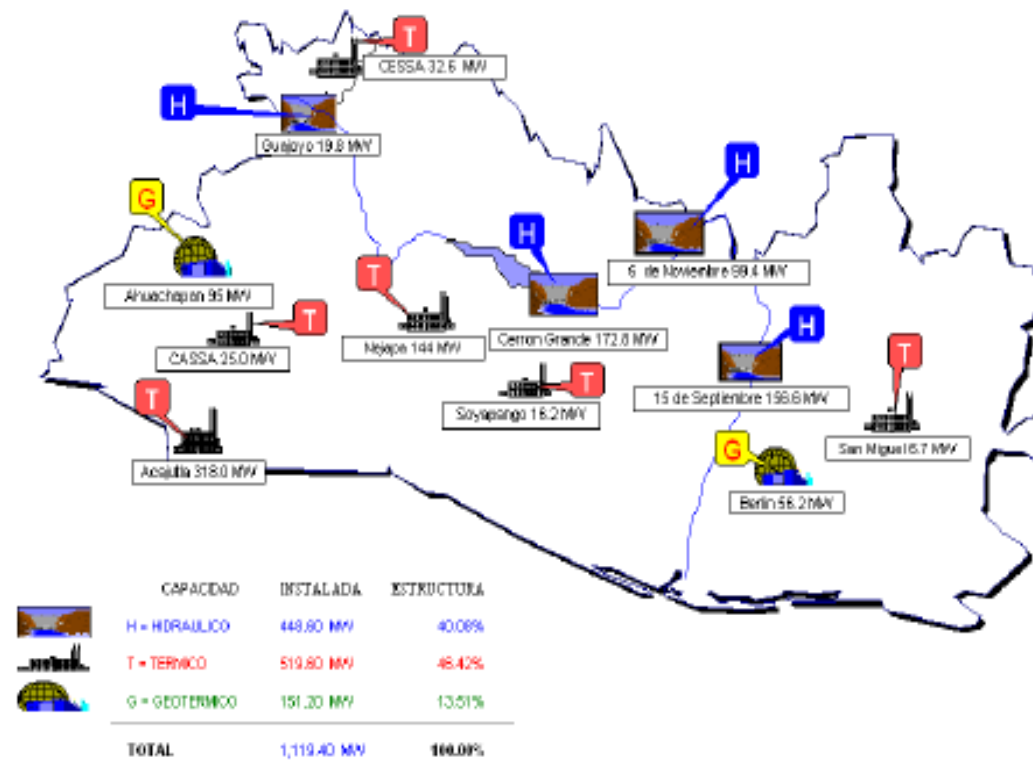 T
CESSA 32.6 MW
H
Guajoyo 19.8 MW
H
G
H
6 de Noviembre 99.4 MW
T
Ahuachapan 95 MW
T
Nejapa 144 MW
Cerron Grande 172.8 MW
H
CASSA 25.0 MW
T
15 de Septiembre 156.6 MW
T
Soyapango 16.2 MW
T
San Miguel 6.7 MW
Acajutla 318.0 MW
G
Berlin 56.2 MW
CAPACIDAD INSTALADA ESTRUCTURA
H = HIDRAULICO 448.60 MW 40.08%
T = TERMICO 519.60 MW 46.42%
G = GEOTERMICO 151.20 MW 13.51%
TOTAL 1,119.40 MW 100.00%